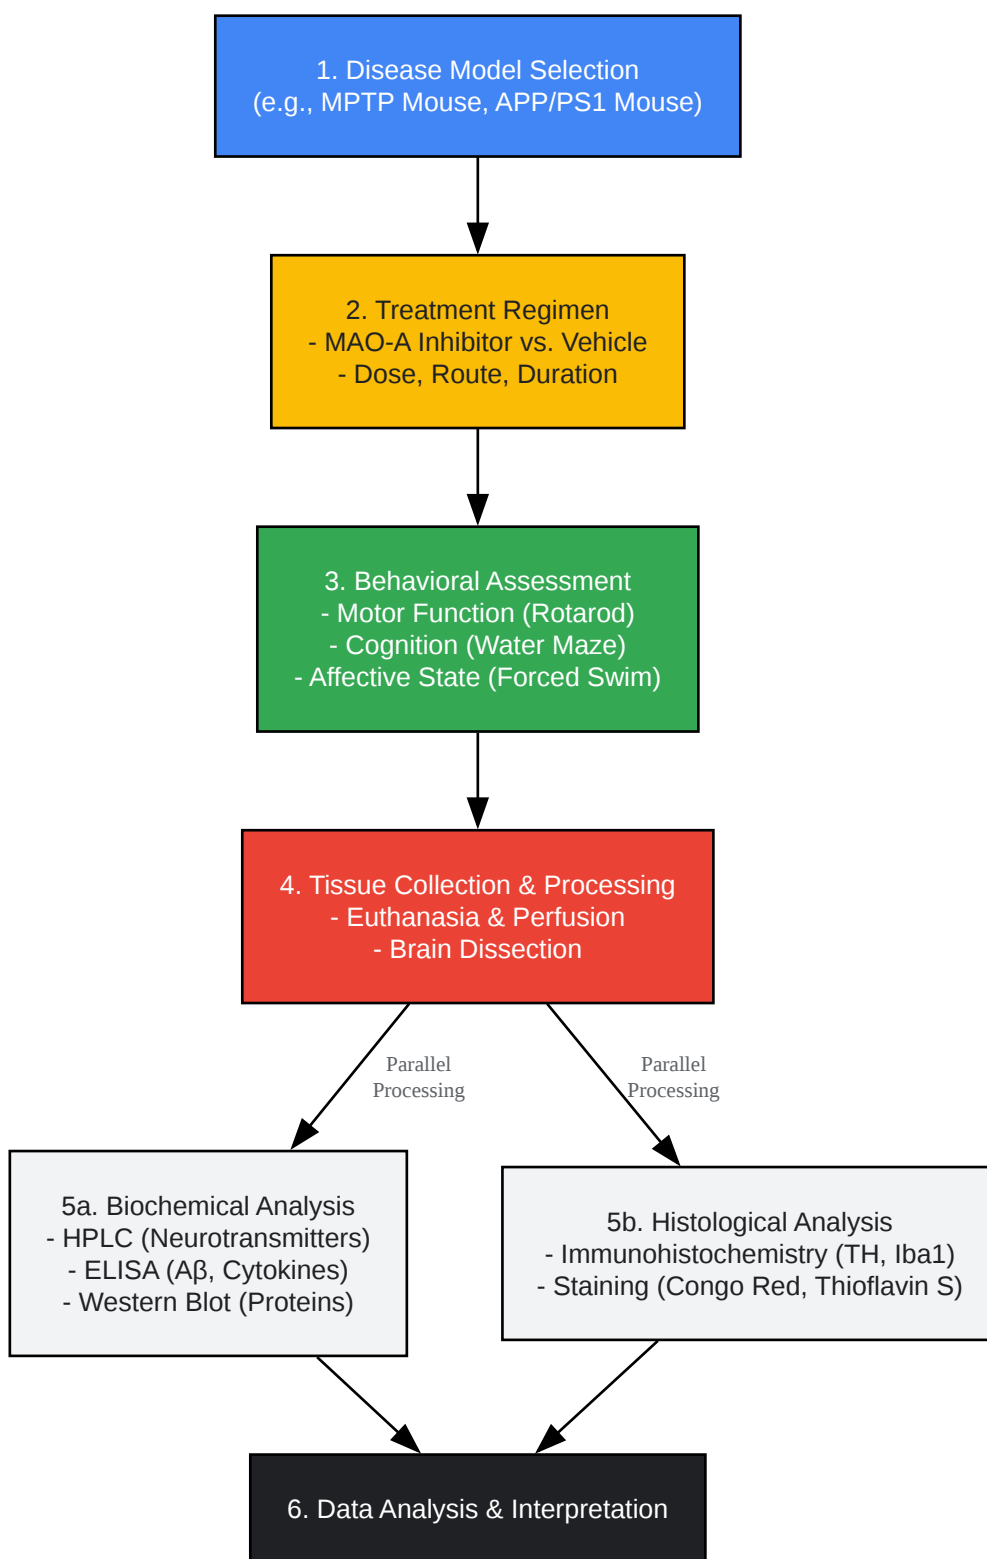 1. Disease Model Selection
(e.g., MPTP Mouse, APP/PS1 Mouse)
2. Treatment Regimen
- MAO-A Inhibitor vs. Vehicle
- Dose, Route, Duration
3. Behavioral Assessment
- Motor Function (Rotarod)
- Cognition (Water Maze)
- Affective State (Forced Swim)
4. Tissue Collection & Processing
- Euthanasia & Perfusion
- Brain Dissection
Parallel
Processing
Parallel
Processing
5a. Biochemical Analysis
- HPLC (Neurotransmitters)
- ELISA (Aβ, Cytokines)
- Western Blot (Proteins)
5b. Histological Analysis
- Immunohistochemistry (TH, Iba1)
- Staining (Congo Red, Thioflavin S)
6. Data Analysis & Interpretation